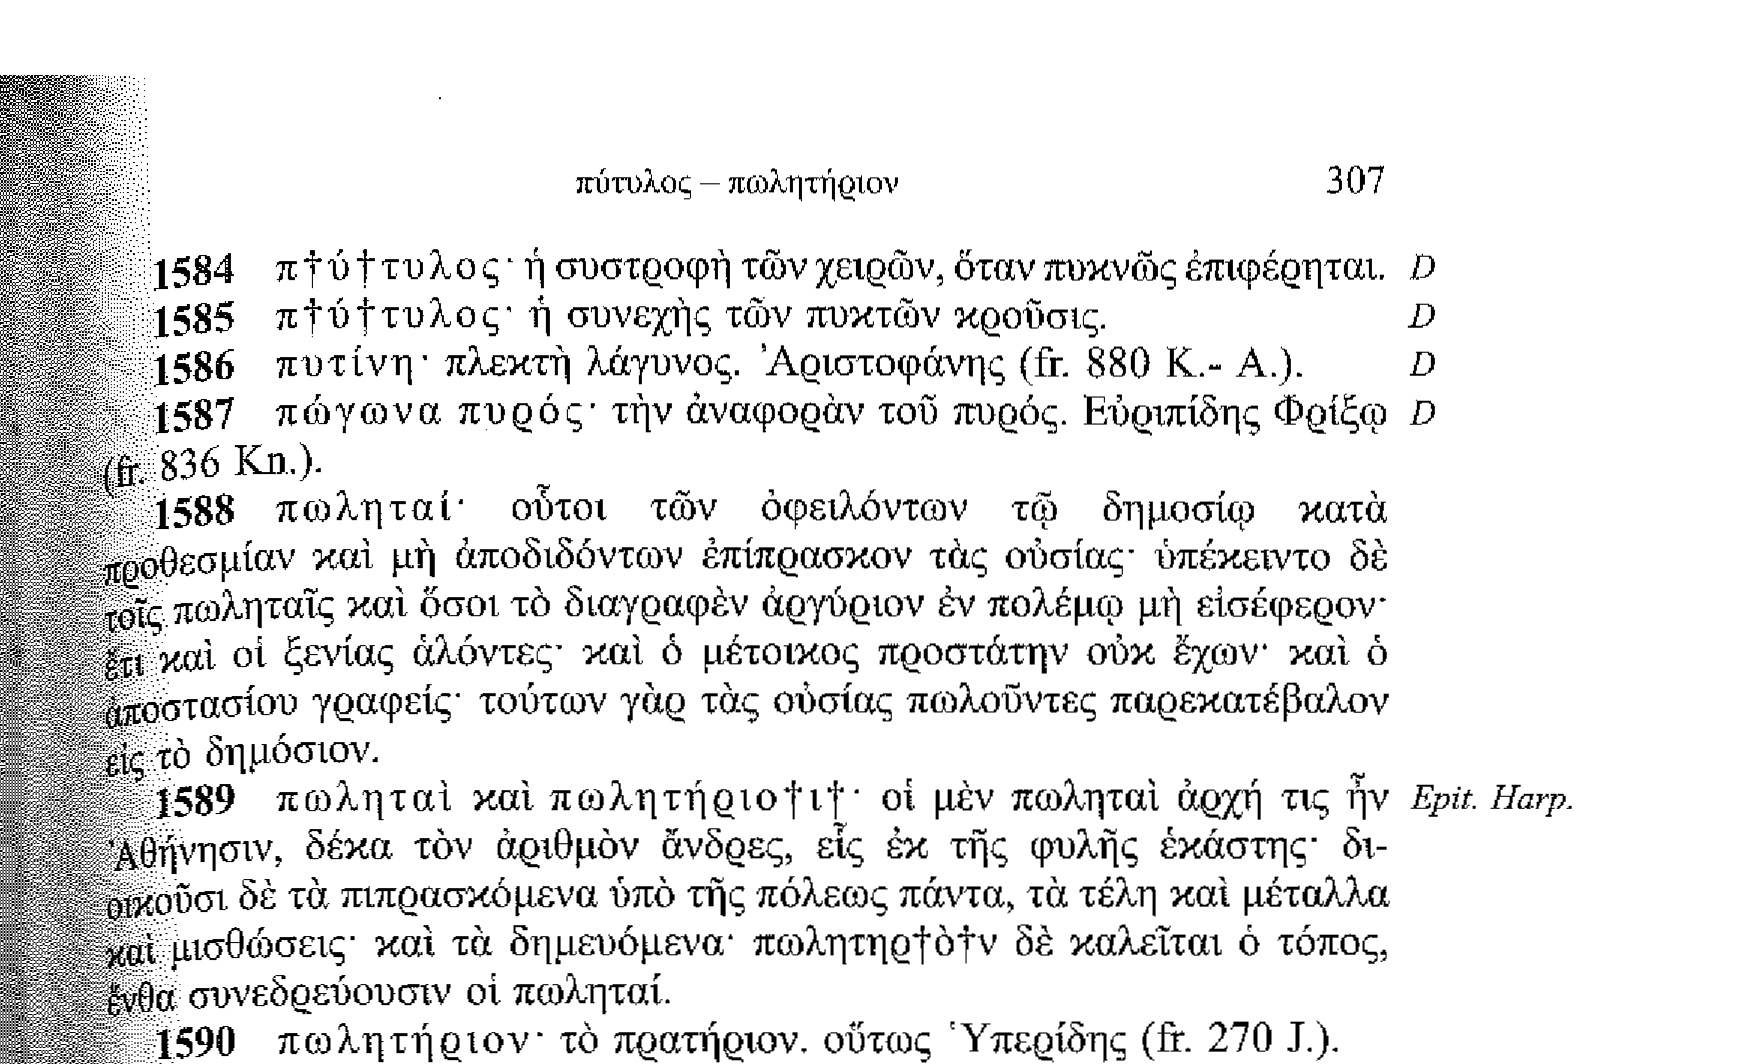 πύτυλος – πωλητήριον 307
1584 π†ύ†τυλος· ἡ συστροφὴ τῶν χειρῶν, ὅταν πυκνῶς ἐπιφέρηται. D
1585 π†ύ†τυλος· ἡ συνεχὴς τῶν πυκτῶν κροῦσις. D
1586 πυτίνη· πλεκτὴ λάγυνος. Ἀριστοφάνης (fr. 880 K.- A.). D
1587 πώγωνα πυρός· τὴν ἀναφορὰν τοῦ πυρός. Εὐριπίδης Φρίξῳ D
(fr. 836 Kn.).
1588 πωληταί· οὗτοι τῶν ὀφειλόντων τῷ δημοσίῳ κατὰ
προθεσμίαν καὶ μὴ ἀποδιδόντων ἐπίπρασκον τὰς οὐσίας· ὑπέκειντο δὲ
τοῖς πωληταῖς καὶ ὅσοι τὸ διαγραφὲν ἀργύριον ἐν πολέμῳ μὴ εἰσέφερον·
ἔτι καὶ οἱ ξενίας ἁλόντες· καὶ ὁ μέτοικος προστάτην οὐκ ἔχων· καὶ ὁ
ἀποστασίου γραφείς· τούτων γὰρ τὰς οὐσίας πωλοῦντες παρεκατέβαλον
εἰς τὸ δημόσιον.
1589 πωληταὶ καὶ πωλητήριο†ι†· οἱ μὲν πωληταὶ ἀρχή τις ἦν Epit. Harp.
Ἀθήνησιν, δέκα τὸν ἀριθμὸν ἄνδρες, εἷς ἐκ τῆς φυλῆς ἑκάστης· δι-
οικοῦσι δὲ τὰ πιπρασκόμενα ὑπὸ τῆς πόλεως πάντα, τὰ τέλη καὶ μέταλλα
καὶ μισθώσεις· καὶ τὰ δημευόμενα· πωλητηρ†ὸ†ν δὲ καλεῖται ὁ τόπος,
ἔνθα συνεδρεύουσιν οἱ πωληταί.
1590 πωλητήριον· τὸ πρατήριον. οὕτως Ὑπερίδης (fr. 270 J.).